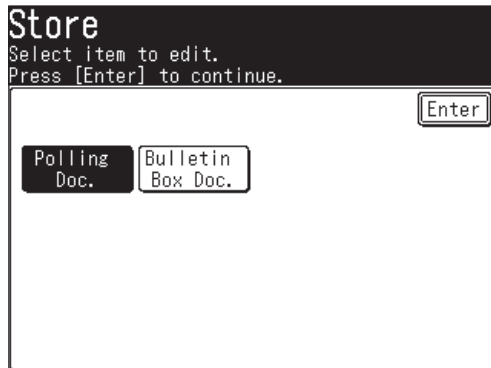 Store
Select item to edit.
Press [Enter] to continue.
Enter
Polling Doc.
Bulletin Box Doc.